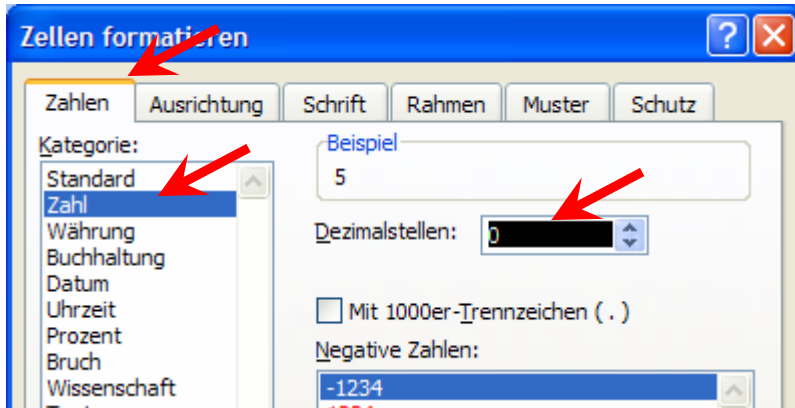 Zellen formatieren
Zahlen Ausrichtung Schrift Rahmen Muster Schutz
Kategorie:
Standard
Zahl
Währung
Buchhaltung
Datum
Uhrzeit
Prozent
Bruch
Wissenschaft
Beispiel
5
Dezimalstellen: 0
Mit 1000er-Trennzeichen ( . )
Negative Zahlen:
-1234